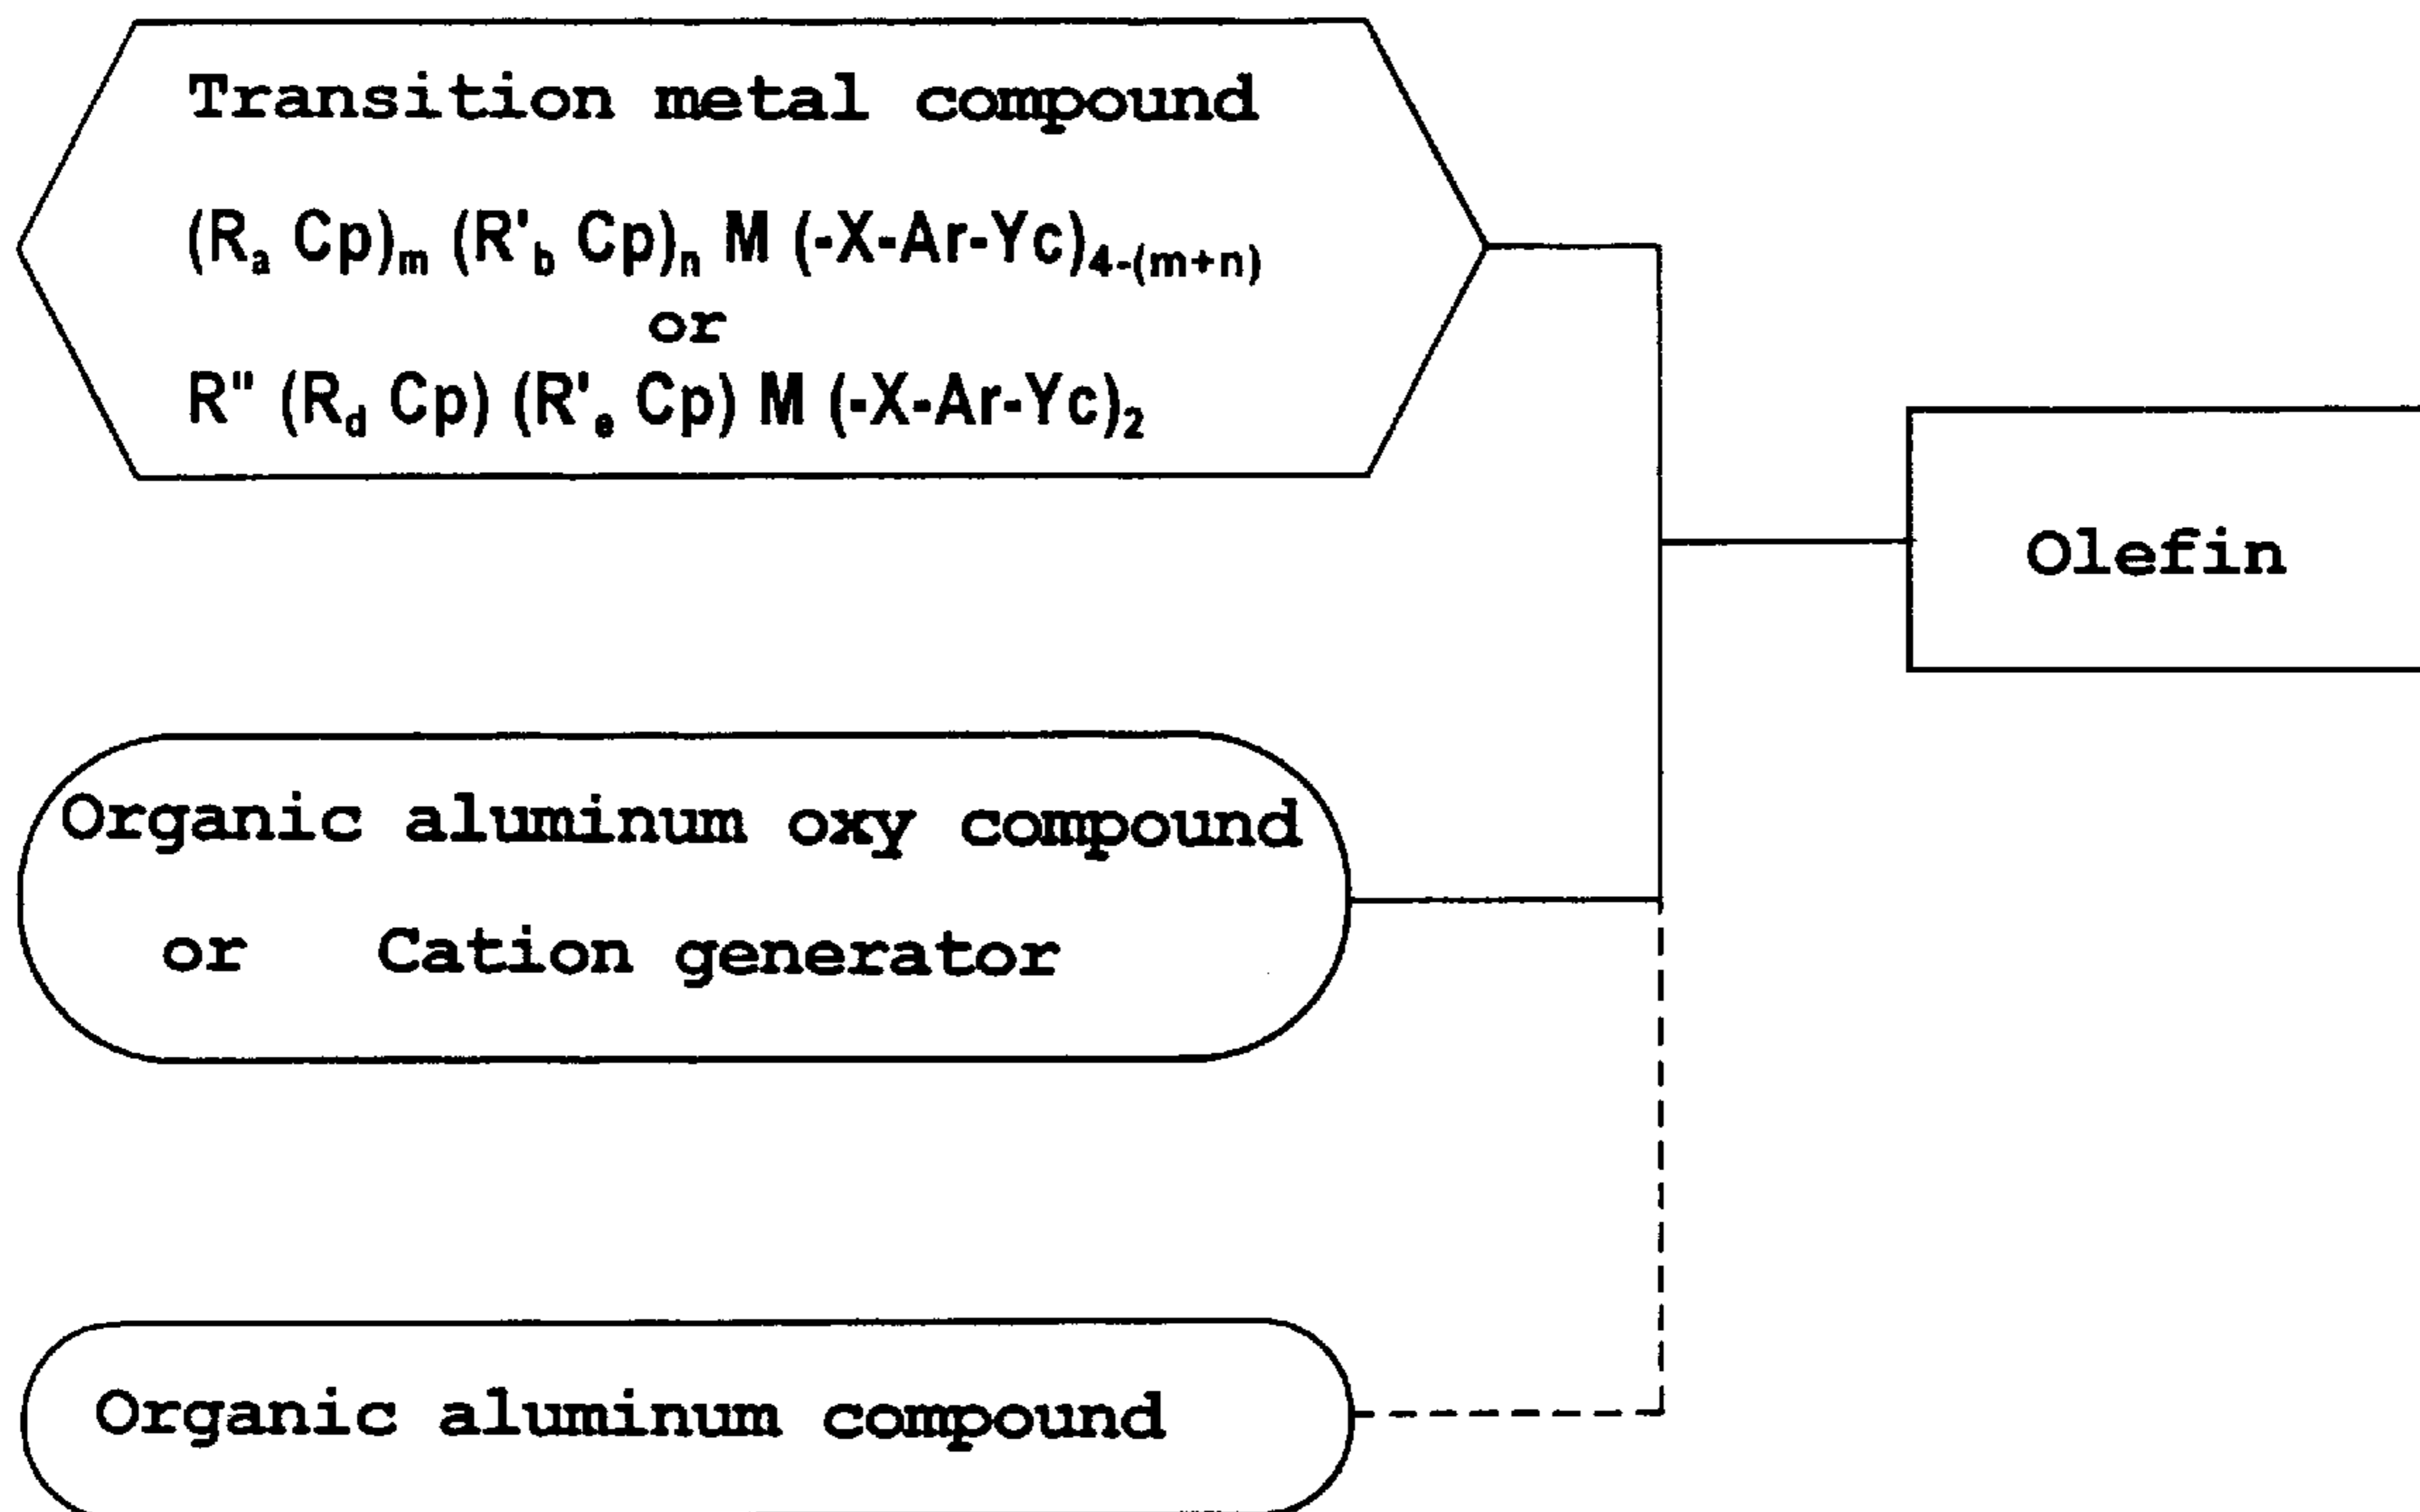 Transition metal compound
(Rₐ Cp)ₘ (R'b Cp)ₙ M (-X-Ar-Yc)₄₋₍ₘ₊ₙ₎
or
R" (Rd Cp) (R'ₑ Cp) M (-X-Ar-Yc)₂
Olefin
Organic aluminum oxy compound
or Cation generator
Organic aluminum compound